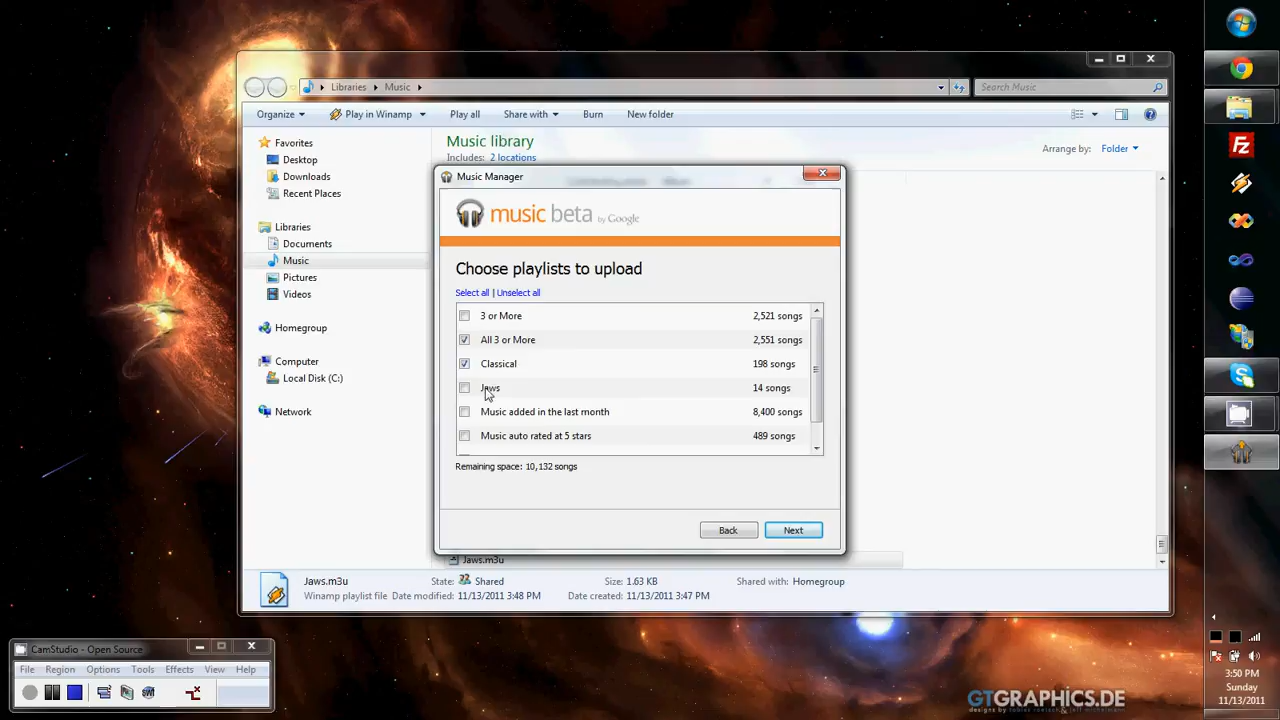 Libraries Music
Search Music
Organize Play in Winamp Play all Share with Burn New folder
Favorites
Desktop
Downloads
Recent Places
Libraries
Documents
Music
Pictures
Videos
Homegroup
Computer
Local Disk (C:)
Network
Music library
Includes: 2 locations
Arrange by: Folder
Music Manager
music beta by Google
Choose playlists to upload
Select all | Unselect all
3 or More 2,521 songs
All 3 or More 2,551 songs
Classical 198 songs
Jaws 14 songs
Music added in the last month 8,400 songs
Music auto rated at 5 stars 489 songs
Remaining space: 10,132 songs
Back Next
Jaws.m3u
Jaws.m3u State: Shared Size: 1.63 KB Shared with: Homegroup
Winamp playlist file Date modified: 11/13/2011 3:48 PM Date created: 11/13/2011 3:47 PM
CamStudio - Open Source
File Region Options Tools Effects View Help
GTGRAPHICS.DE
Fz
3:50 PM
Sunday
11/13/2011